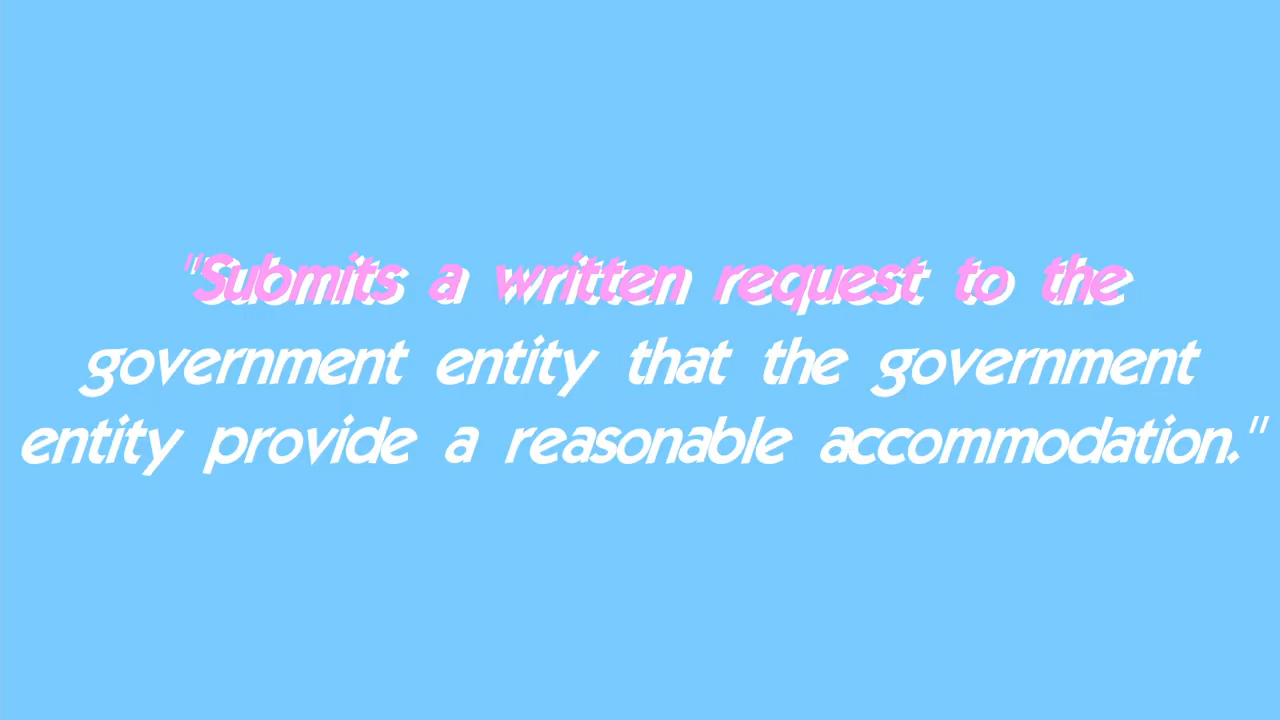 "Submits a written request to the
government entity that the government
entity provide a reasonable accommodation."